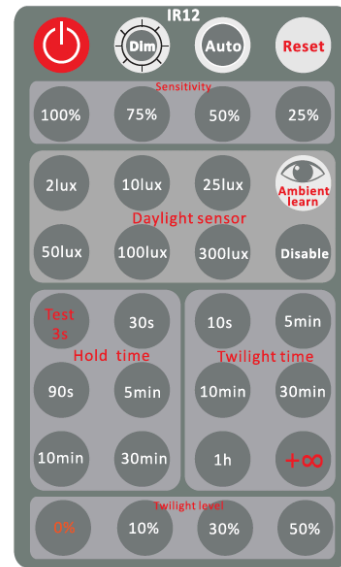 IR12
Dim Auto Reset
Sensitivity
100% 75% 50% 25%
2lux 10lux 25lux Ambient
learn
Daylight sensor
50lux 100lux 300lux Disable
Test
3s 30s 10s 5min
Hold time Twilight time
90s 5min 10min 30min
10min 30min 1h +∞
Twilight level
0% 10% 30% 50%